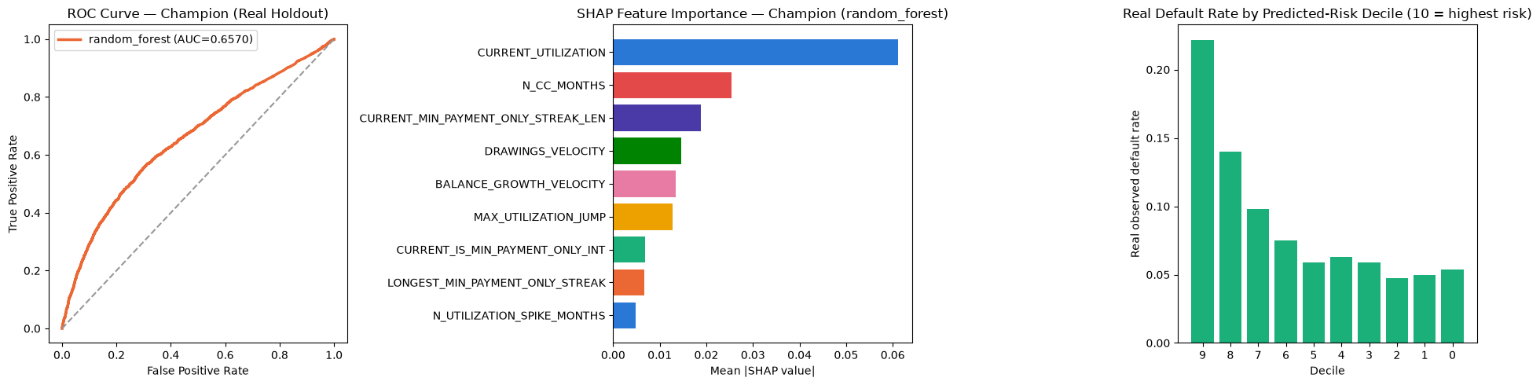 ROC Curve — Champion (Real Holdout)
1.0
0.8
0.6
0.4
0.2
0.0
True Positive Rate
random_forest (AUC=0.6570)
0.0 0.2 0.4 0.6 0.8 1.0
False Positive Rate
SHAP Feature Importance — Champion (random_forest)
CURRENT_UTILIZATION
N_CC_MONTHS
CURRENT_MIN_PAYMENT_ONLY_STREAK_LEN
DRAWINGS_VELOCITY
BALANCE_GROWTH_VELOCITY
MAX_UTILIZATION_JUMP
CURRENT_IS_MIN_PAYMENT_ONLY_INT
LONGEST_MIN_PAYMENT_ONLY_STREAK
N_UTILIZATION_SPIKE_MONTHS
0.00 0.01 0.02 0.03 0.04 0.05 0.06
Mean |SHAP value|
Real Default Rate by Predicted-Risk Decile (10 = highest risk)
0.20
0.15
0.10
0.05
0.00
Real observed default rate
9 8 7 6 5 4 3 2 1 0
Decile